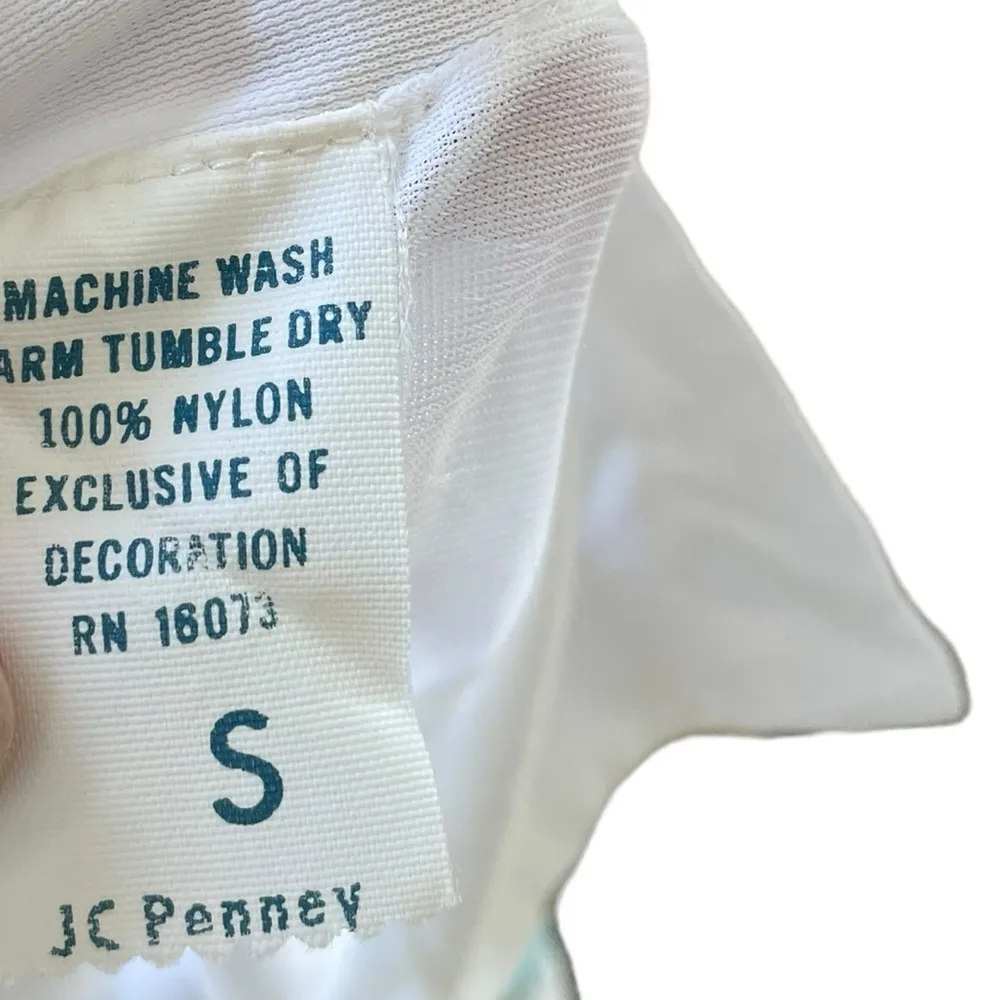 MACHINE WASH
ARM TUMBLE DRY
100% NYLON
EXCLUSIVE OF
DECORATION
RN 16073
S
JC Penney